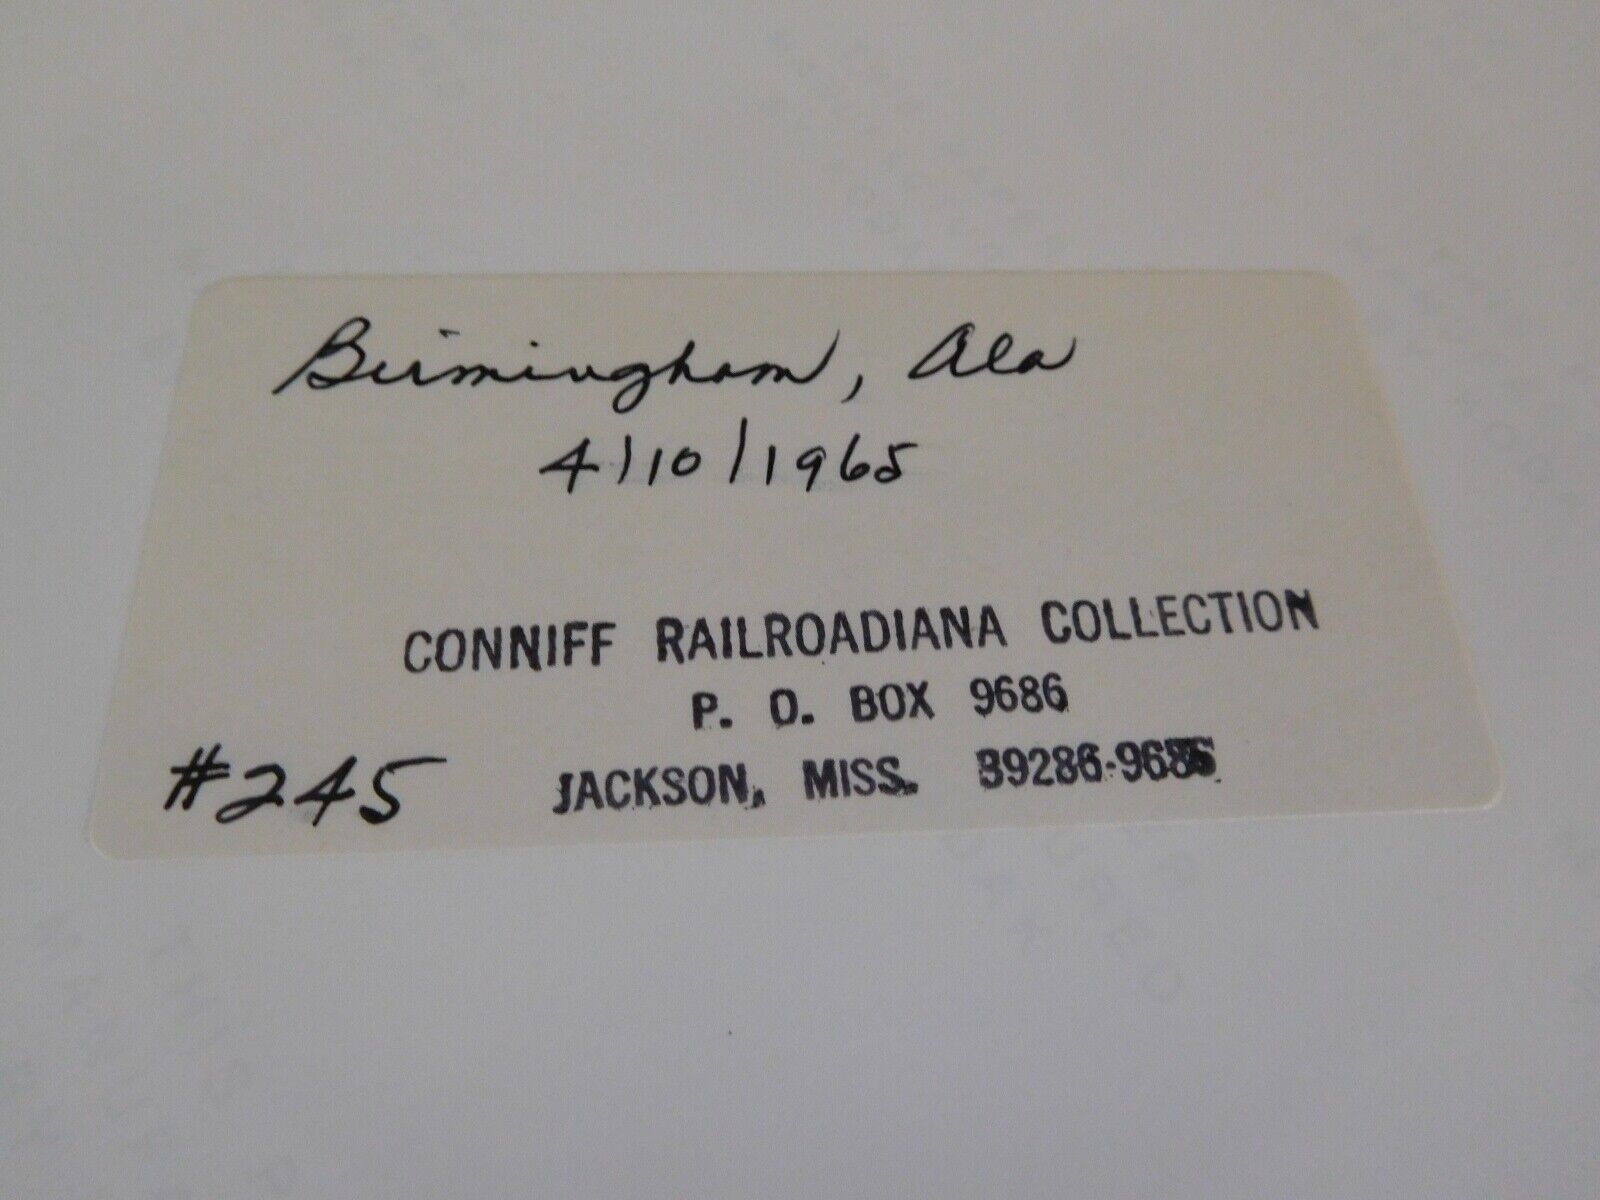 Birmingham, Ala
4/10/1965
CONNIFF RAILROADIANA COLLECTION
P. O. BOX 9686
#245 JACKSON, MISS. 39286-9686